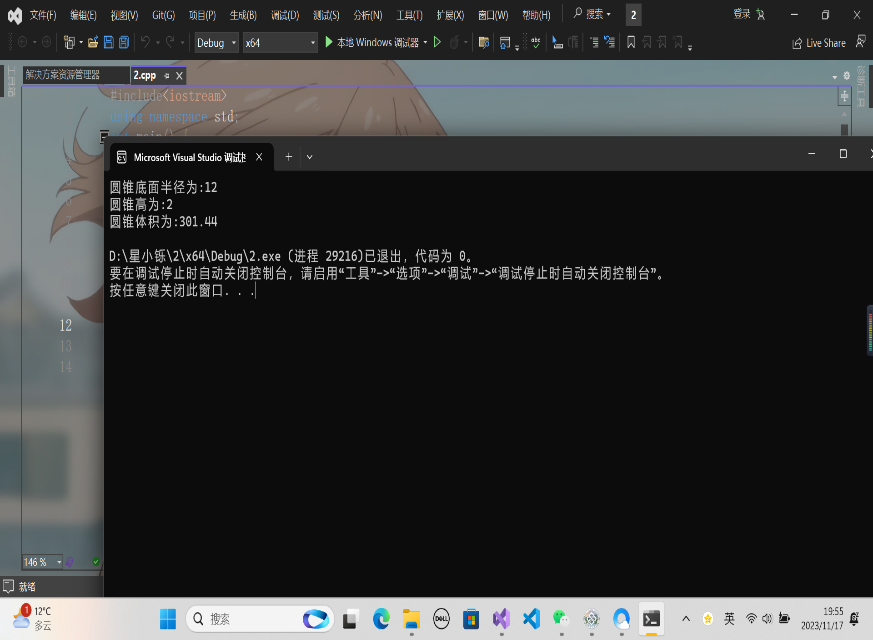 文件(F) 编辑(E) 视图(V) Git(G) 项目(P) 生成(B) 调试(D) 测试(S) 分析(N) 工具(T) 扩展(X) 窗口(W) 帮助(H) 搜索 2 登录
Debug x64 本地 Windows 调试器 abc Live Share
解决方案资源管理器 2.cpp
#include<iostream>
using namespace std;
main() {
Microsoft Visual Studio 调试控
圆锥底面半径为:12
圆锥高为:2
圆锥体积为:301.44
D:\星小铄\2\x64\Debug\2.exe (进程 29216)已退出，代码为 0。
要在调试停止时自动关闭控制台，请启用“工具”->“选项”->“调试”->“调试停止时自动关闭控制台”。
按任意键关闭此窗口. . .
12
13
14
146 %
就绪
1 12°C
多云
搜索
DELL
英
19:55
2023/11/17